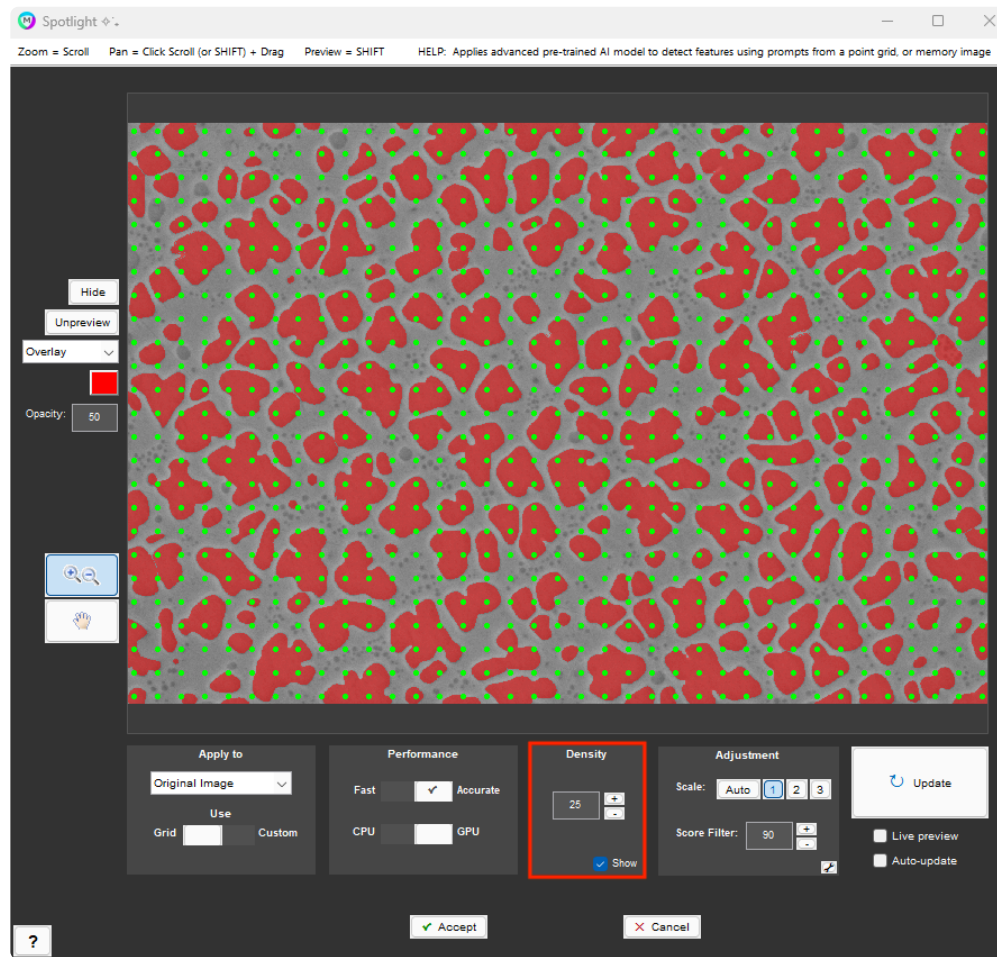 Spotlight
Zoom = Scroll Pan = Click Scroll (or SHIFT) + Drag Preview = SHIFT HELP: Applies advanced pre-trained AI model to detect features using prompts from a point grid, or memory image
Hide
Unpreview
Overlay
Opacity: 50
Apply to
Original Image
Use
Grid Custom
Performance
Fast Accurate
CPU GPU
Density
25
+
-
Show
Adjustment
Scale: Auto 1 2 3
Score Filter: 90
+
-
Update
Live preview
Auto-update
Accept
Cancel
?